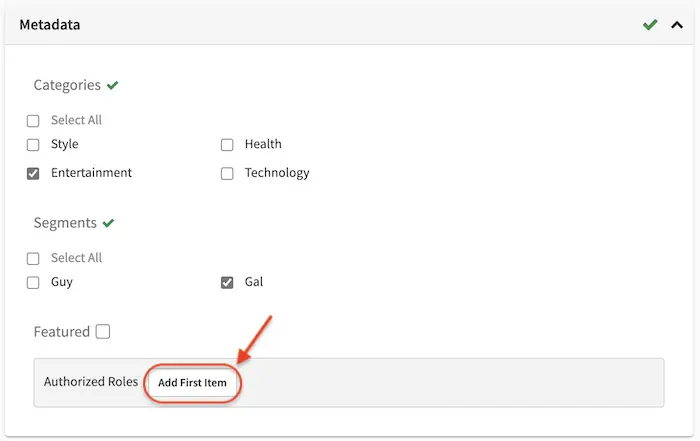 Metadata
Categories
Select All
Style Health
Entertainment Technology
Segments
Select All
Guy Gal
Featured
Authorized Roles Add First Item